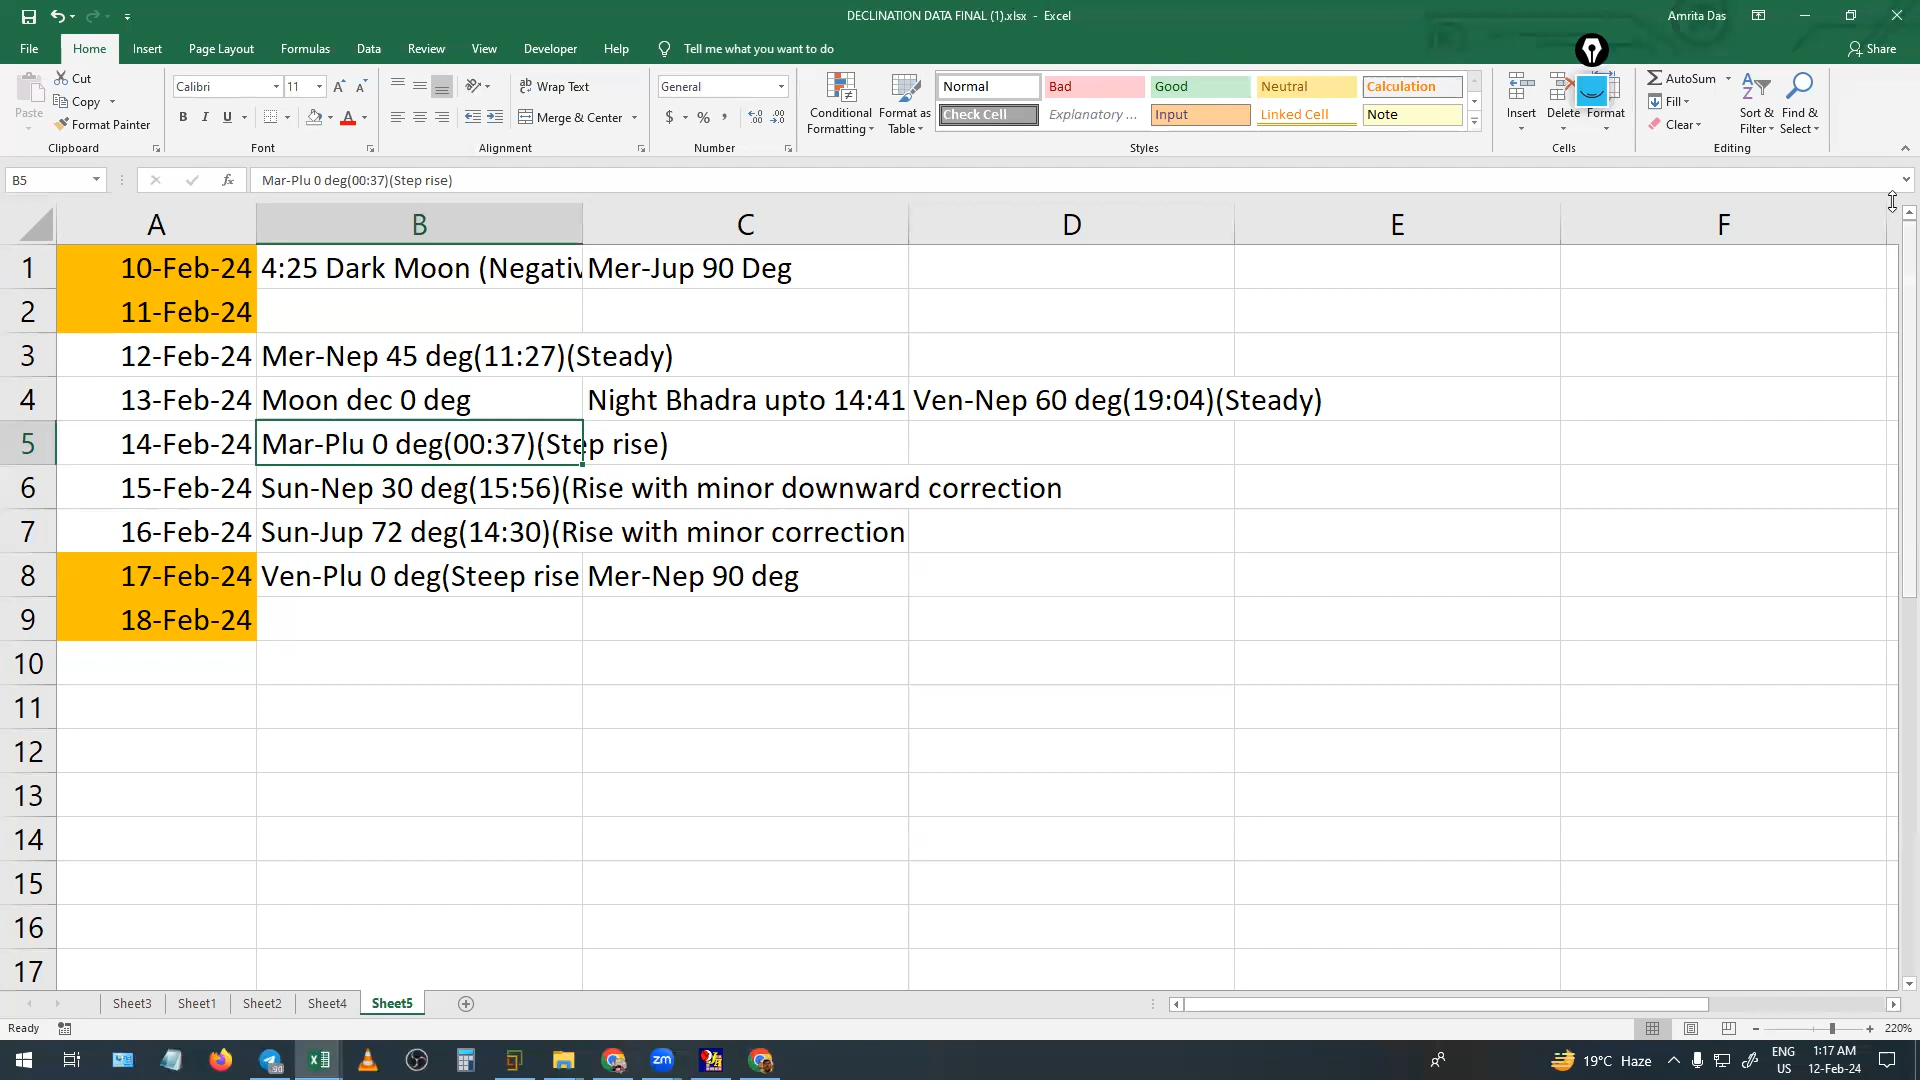 DECLINATION DATA FINAL (1).xlsx - Excel
Amrita Das
File Home Insert Page Layout Formulas Data Review View Developer Help Tell me what you want to do
Share
Paste
Cut
Copy
Format Painter
Clipboard
Calibri 11
B I U
Font
Wrap Text
Merge & Center
Alignment
General
$ % ,
Number
Conditional Formatting
Format as Table
Normal Bad Good Neutral Calculation
Check Cell Explanatory ... Input Linked Cell Note
Styles
Insert Delete Format
Cells
AutoSum
Fill
Clear
Sort & Filter
Find & Select
Editing
B5
fx
Mar-Plu 0 deg(00:37)(Step rise)
A B C D E F
1 10-Feb-24 4:25 Dark Moon (Negativ Mer-Jup 90 Deg
2 11-Feb-24
3 12-Feb-24 Mer-Nep 45 deg(11:27)(Steady)
4 13-Feb-24 Moon dec 0 deg Night Bhadra upto 14:41 Ven-Nep 60 deg(19:04)(Steady)
5 14-Feb-24 Mar-Plu 0 deg(00:37)(Step rise)
6 15-Feb-24 Sun-Nep 30 deg(15:56)(Rise with minor downward correction
7 16-Feb-24 Sun-Jup 72 deg(14:30)(Rise with minor correction
8 17-Feb-24 Ven-Plu 0 deg(Steep rise Mer-Nep 90 deg
9 18-Feb-24
10
11
12
13
14
15
16
17
Sheet3 Sheet1 Sheet2 Sheet4 Sheet5
Ready
220%
19°C Haze
ENG
US
1:17 AM
12-Feb-24